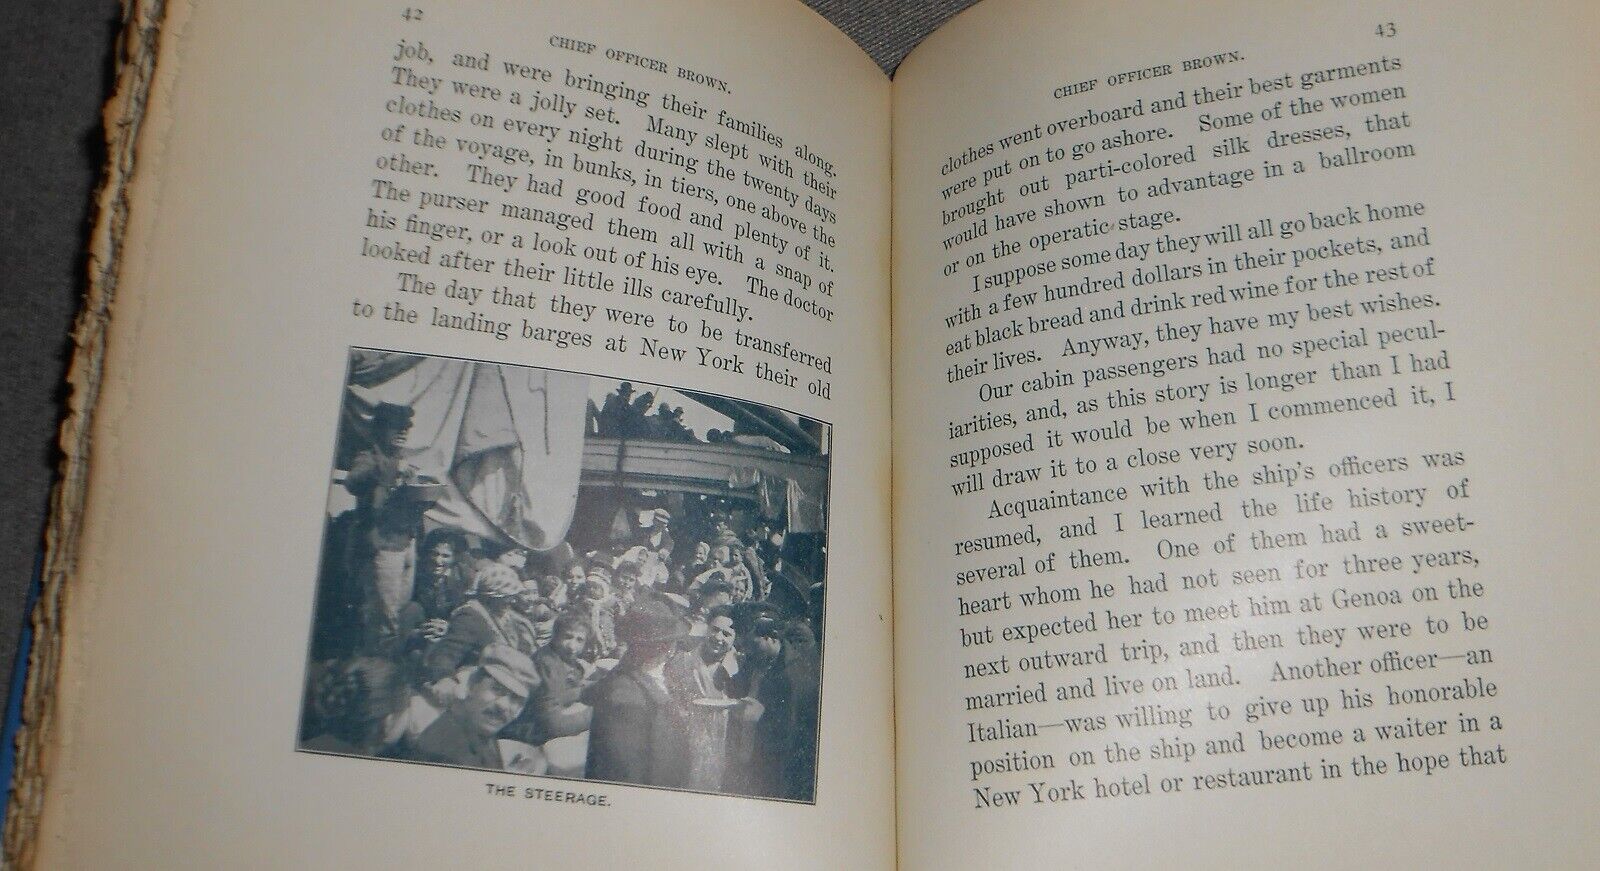 42
CHIEF OFFICER BROWN.
job, and were bringing their families along.
They were a jolly set. Many slept with their
clothes on every night during the twenty days
of the voyage, in bunks, in tiers, one above the
other. They had good food and plenty of it.
The purser managed them all with a snap of
his finger, or a look out of his eye. The doctor
looked after their little ills carefully.
The day that they were to be transferred
to the landing barges at New York their old
THE STEERAGE.
43
CHIEF OFFICER BROWN.
clothes went overboard and their best garments
were put on to go ashore. Some of the women
brought out parti-colored silk dresses, that
would have shown to advantage in a ballroom
or on the operatic stage.
I suppose some day they will all go back home
with a few hundred dollars in their pockets, and
eat black bread and drink red wine for the rest of
their lives. Anyway, they have my best wishes.
Our cabin passengers had no special pecul-
iarities, and, as this story is longer than I had
supposed it would be when I commenced it, I
will draw it to a close very soon.
Acquaintance with the ship's officers was
resumed, and I learned the life history of
several of them. One of them had a sweet-
heart whom he had not seen for three years,
but expected her to meet him at Genoa on the
next outward trip, and then they were to be
married and live on land. Another officer—an
Italian—was willing to give up his honorable
position on the ship and become a waiter in a
New York hotel or restaurant in the hope that